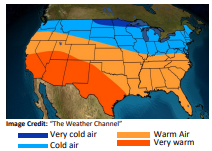 Image Credit: "The Weather Channel"
Very cold air
Warm Air
Cold air
Very warm